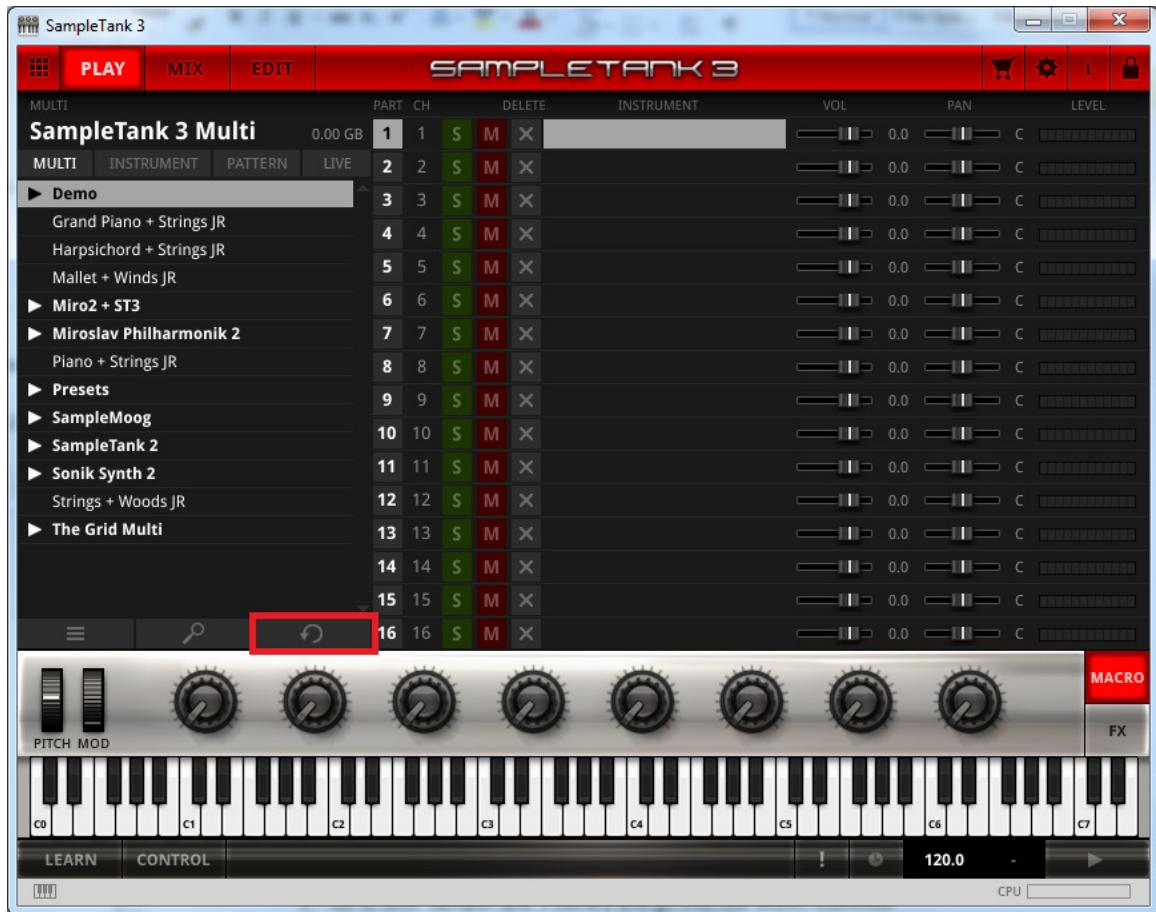 SampleTank 3
PLAY MIX EDIT SAMPLETANK 3 i
MULTI PART CH DELETE INSTRUMENT VOL PAN LEVEL
SampleTank 3 Multi 0.00 GB
MULTI INSTRUMENT PATTERN LIVE
1 1 S M X 0.0 C
2 2 S M X 0.0 C
3 3 S M X 0.0 C
4 4 S M X 0.0 C
5 5 S M X 0.0 C
6 6 S M X 0.0 C
7 7 S M X 0.0 C
8 8 S M X 0.0 C
9 9 S M X 0.0 C
10 10 S M X 0.0 C
11 11 S M X 0.0 C
12 12 S M X 0.0 C
13 13 S M X 0.0 C
14 14 S M X 0.0 C
15 15 S M X 0.0 C
16 16 S M X 0.0 C
Demo
Grand Piano + Strings JR
Harpsichord + Strings JR
Mallet + Winds JR
Miro2 + ST3
Miroslav Philharmonik 2
Piano + Strings JR
Presets
SampleMoog
SampleTank 2
Sonik Synth 2
Strings + Woods JR
The Grid Multi
MACRO
FX
PITCH MOD
C0 C1 C2 C3 C4 C5 C6 C7
LEARN CONTROL ! 120.0 -
CPU